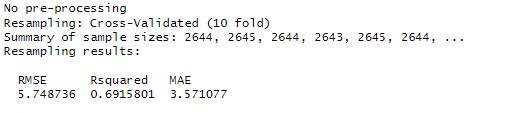 No pre-processing
Resampling: Cross-Validated (10 fold)
Summary of sample sizes: 2644, 2645, 2644, 2643, 2645, 2644, ...
Resampling results:
RMSE Rsquared MAE
5.748736 0.6915801 3.571077